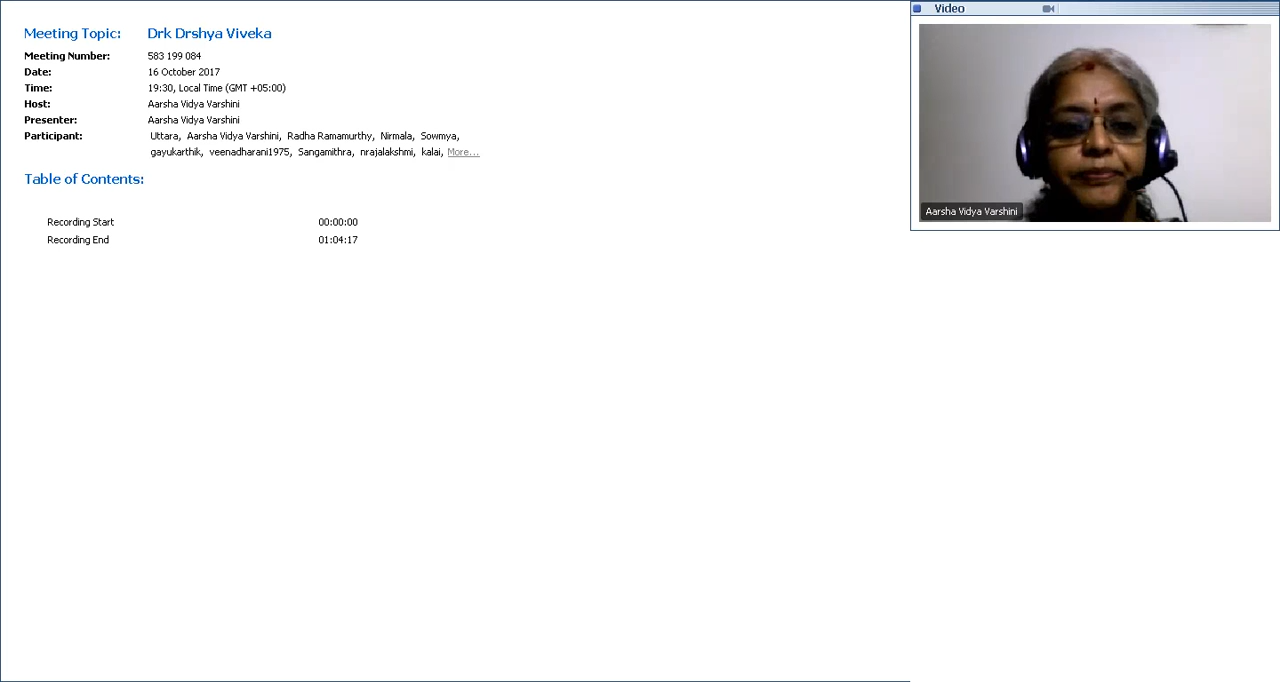 Meeting Topic: Drk Drshya Viveka
Meeting Number: 583 199 084
Date: 16 October 2017
Time: 19:30, Local Time (GMT +05:00)
Host: Aarsha Vidya Varshini
Presenter: Aarsha Vidya Varshini
Participant: Uttara, Aarsha Vidya Varshini, Radha Ramamurthy, Nirmala, Sowmya,
gayukarthik, veenadharani1975, Sangamithra, nrajalakshmi, kalai, More...
Table of Contents:
Recording Start 00:00:00
Recording End 01:04:17
Video
Aarsha Vidya Varshini